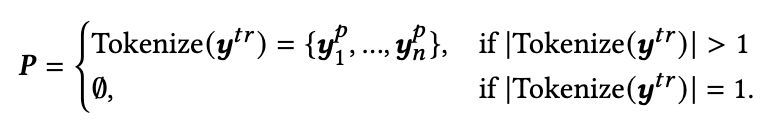 P = { Tokenize(y^{tr}) = {y_1^p, ..., y_n^p}, if |Tokenize(y^{tr})| > 1
∅, if |Tokenize(y^{tr})| = 1.